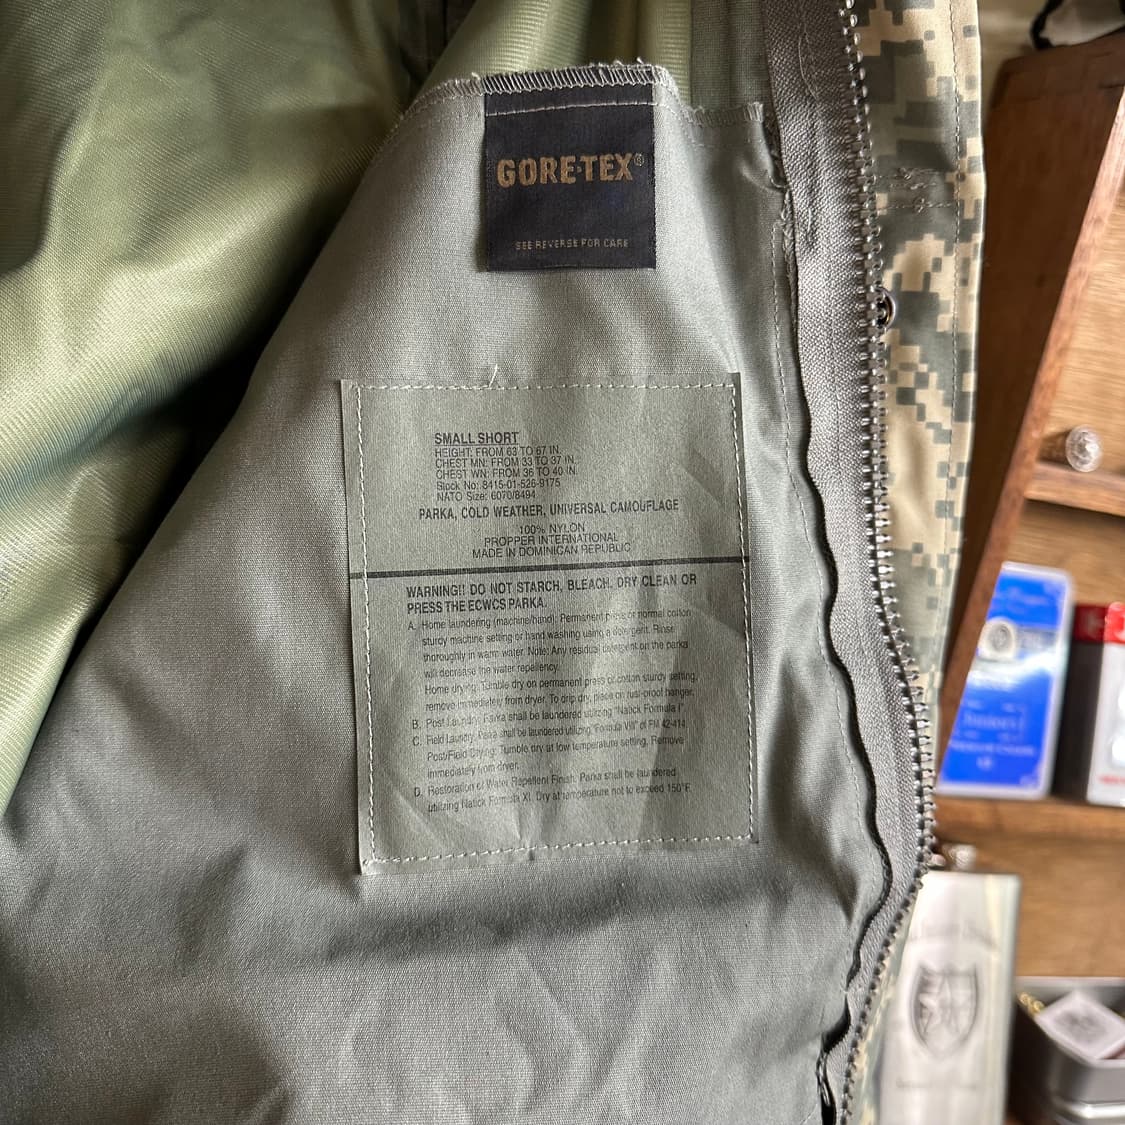 GORE-TEX®
SEE REVERSE FOR CARE
SMALL SHORT
HEIGHT: FROM 63 TO 67 IN.
CHEST MN: FROM 33 TO 37 IN.
CHEST WN: FROM 36 TO 40 IN.
Stock No: 8415-01-526-9175
NATO Size: 6070/8494
PARKA, COLD WEATHER, UNIVERSAL CAMOUFLAGE
100% NYLON
PROPPER INTERNATIONAL
MADE IN DOMINICAN REPUBLIC
WARNING!! DO NOT STARCH, BLEACH, DRY CLEAN OR
PRESS THE ECWCS PARKA.
A. Home laundering (machine/hand): Permanent press or normal cotton
sturdy machine setting or hand washing using a detergent. Rinse
thoroughly in warm water. Note: Any residual detergent on the parka
will decrease the water repellency.
Home drying: Tumble dry on permanent press or cotton sturdy setting,
remove immediately from dryer. To drip dry, place on rust-proof hanger.
B. Post Laundry: Parka shall be laundered utilizing "Natick Formula I".
C. Field Laundry: Parka shall be laundered utilizing "Formula VIII" of FM 42-414
Post/Field Drying: Tumble dry at low temperature setting. Remove
immediately from dryer.
D. Restoration of Water Repellent Finish. Parka shall be laundered
utilizing Natick Formula XI. Dry at temperature not to exceed 150°F.